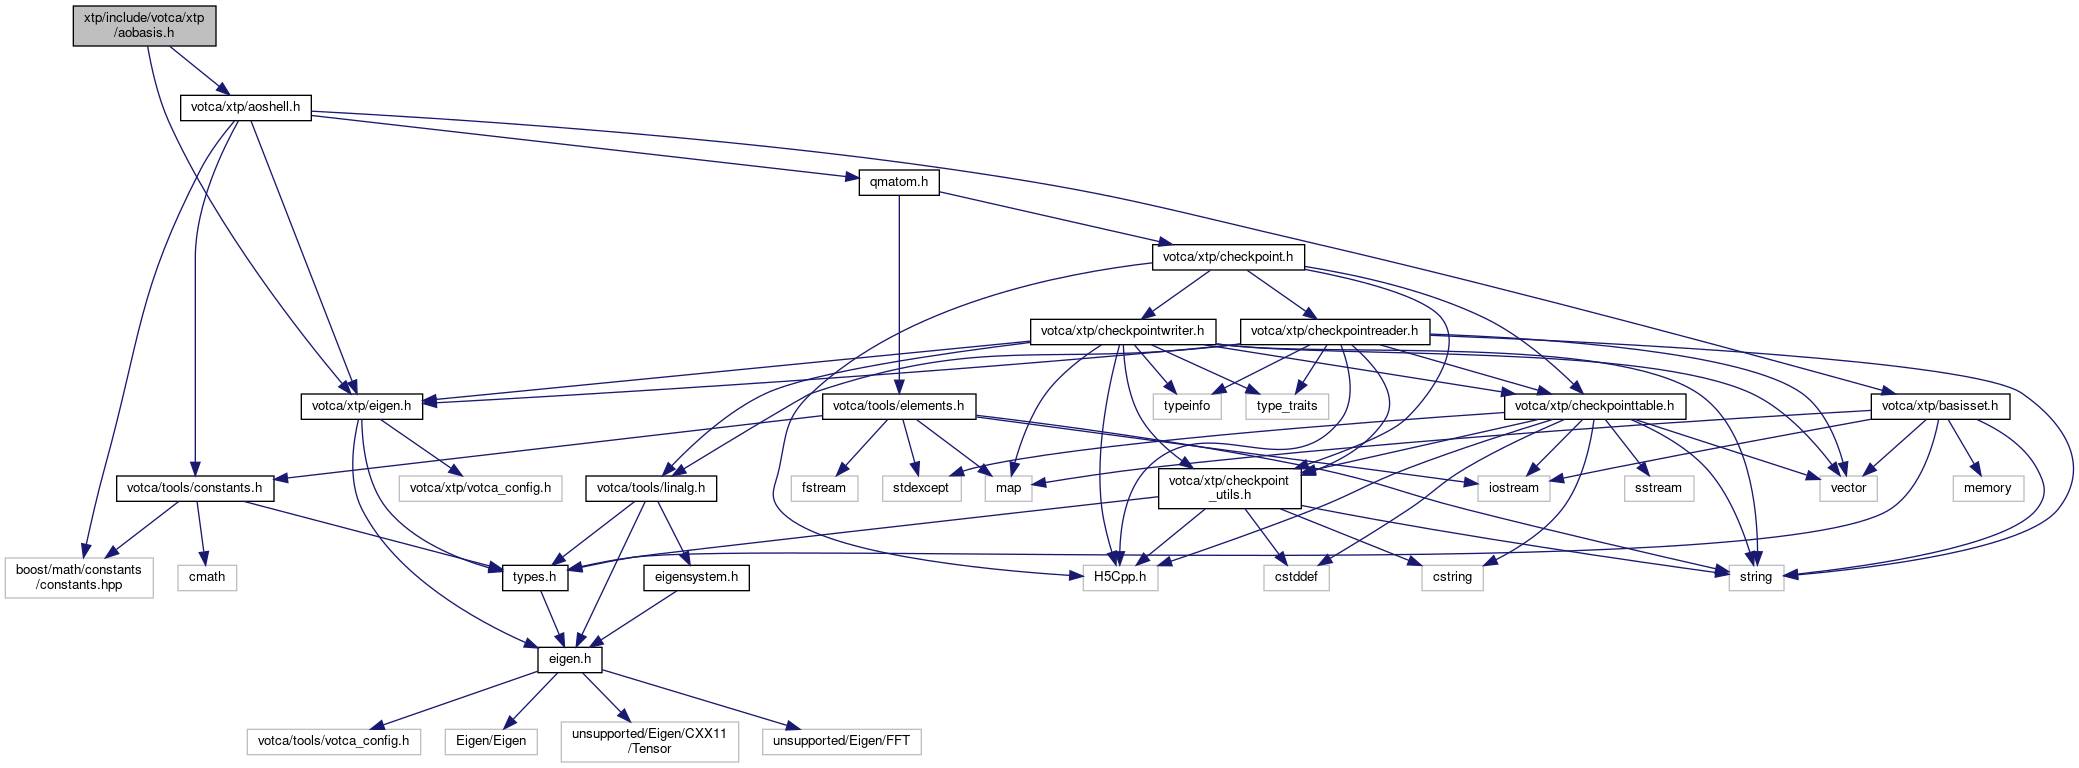 xtp/include/votca/xtp
/aobasis.h
votca/xtp/aoshell.h
qmatom.h
votca/xtp/checkpoint.h
votca/xtp/checkpointwriter.h
votca/xtp/checkpointreader.h
votca/xtp/eigen.h
votca/tools/elements.h
typeinfo
type_traits
votca/xtp/checkpointtable.h
votca/xtp/basisset.h
votca/tools/constants.h
votca/xtp/votca_config.h
votca/tools/linalg.h
fstream
stdexcept
map
votca/xtp/checkpoint
_utils.h
iostream
sstream
vector
memory
boost/math/constants
/constants.hpp
cmath
types.h
eigensystem.h
H5Cpp.h
cstddef
cstring
string
eigen.h
votca/tools/votca_config.h
Eigen/Eigen
unsupported/Eigen/CXX11
/Tensor
unsupported/Eigen/FFT